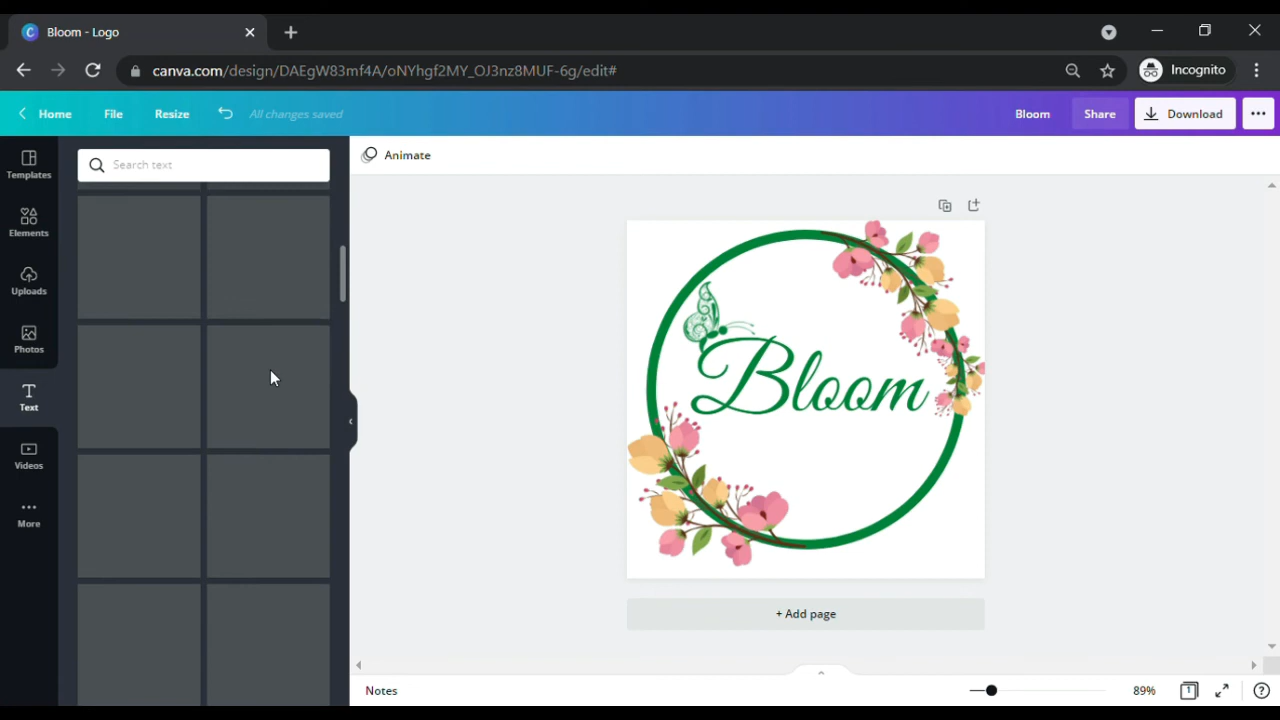 Bloom - Logo
canva.com/design/DAEgW83mf4A/oNYhgf2MY_OJ3nz8MUF-6g/edit#
Incognito
Home
File
Resize
All changes saved
Bloom
Share
Download
Templates
Elements
Uploads
Photos
Text
Videos
More
Search text
Animate
Bloom
+ Add page
Notes
89%
1